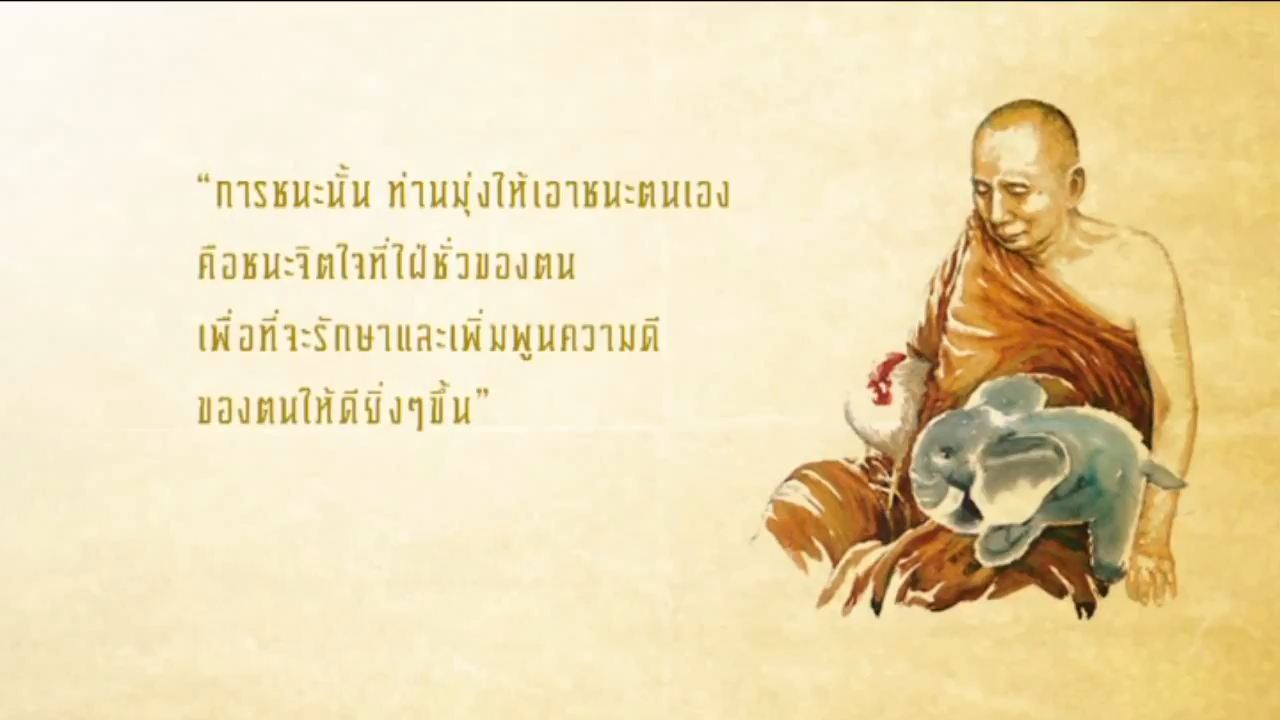 “การชนะนั้น ท่านมุ่งให้เอาชนะตนเอง
คือชนะจิตใจที่ใฝ่ชั่วของตน
เพื่อที่จะรักษาและเพิ่มพูนความดี
ของตนให้ดียิ่งๆขึ้น”